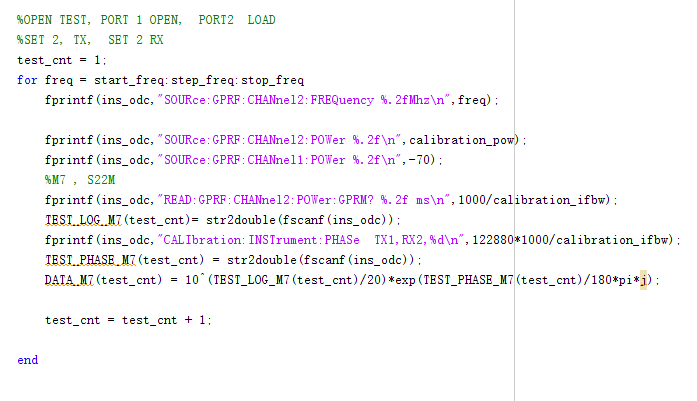 %OPEN TEST, PORT 1 OPEN, PORT2 LOAD
%SET 2, TX, SET 2 RX
test_cnt = 1;
for freq = start_freq:step_freq:stop_freq
fprintf(ins_odc,"SOURce:GPRF:CHANnel2:FREQuency %.2fMhz\n",freq);
fprintf(ins_odc,"SOURce:GPRF:CHANnel2:POWer %.2f\n",calibration_pow);
fprintf(ins_odc,"SOURce:GPRF:CHANnel1:POWer %.2f\n",-70);
%M7 , S22M
fprintf(ins_odc,"READ:GPRF:CHANnel2:POWer:GPRM? %.2f ms\n",1000/calibration_ifbw);
TEST_LOG_M7(test_cnt)= str2double(fscanf(ins_odc));
fprintf(ins_odc,"CALIbration:INSTrument:PHASe TX1,RX2,%d\n",122880*1000/calibration_ifbw);
TEST_PHASE_M7(test_cnt) = str2double(fscanf(ins_odc));
DATA_M7(test_cnt) = 10^(TEST_LOG_M7(test_cnt)/20)*exp(TEST_PHASE_M7(test_cnt)/180*pi*j);
test_cnt = test_cnt + 1;
end